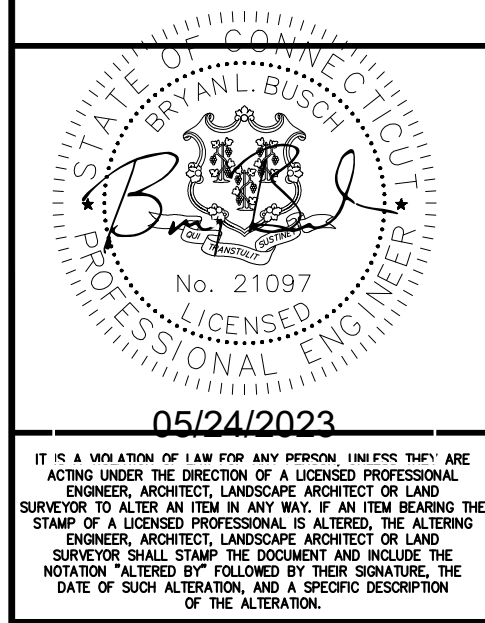 STATE OF CONNECTICUT
BRYAN L. BUSCH
QUI TRANSTULIT SUSTINET
No. 21097
LICENSED
PROFESSIONAL ENGINEER
05/24/2023
IT IS A VIOLATION OF LAW FOR ANY PERSON, UNLESS THEY ARE
ACTING UNDER THE DIRECTION OF A LICENSED PROFESSIONAL
ENGINEER, ARCHITECT, LANDSCAPE ARCHITECT OR LAND
SURVEYOR TO ALTER AN ITEM IN ANY WAY. IF AN ITEM BEARING THE
STAMP OF A LICENSED PROFESSIONAL IS ALTERED, THE ALTERING
ENGINEER, ARCHITECT, LANDSCAPE ARCHITECT OR LAND
SURVEYOR SHALL STAMP THE DOCUMENT AND INCLUDE THE
NOTATION "ALTERED BY" FOLLOWED BY THEIR SIGNATURE, THE
DATE OF SUCH ALTERATION, AND A SPECIFIC DESCRIPTION
OF THE ALTERATION.